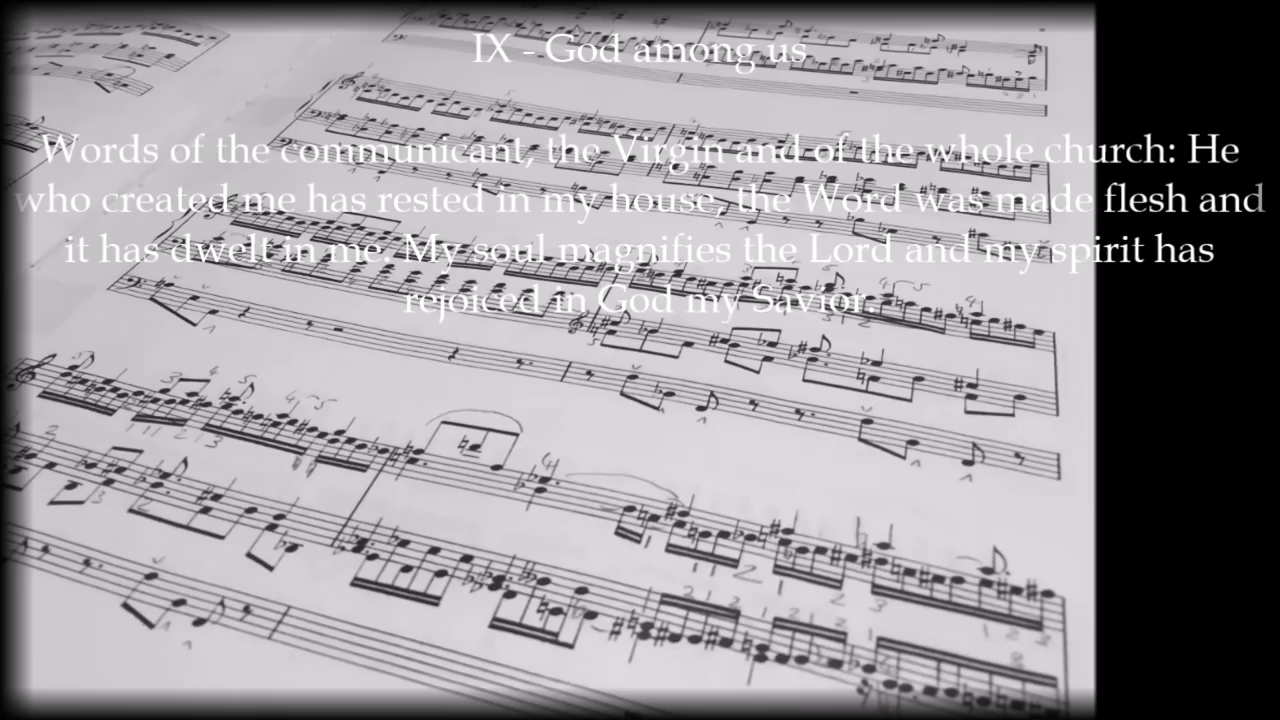 IX - God among us
Words of the communicant, the Virgin and of the whole church: He
who created me has rested in my house, the Word was made flesh and
it has dwelt in me. My soul magnifies the Lord and my spirit has
rejoiced in God my Savior.